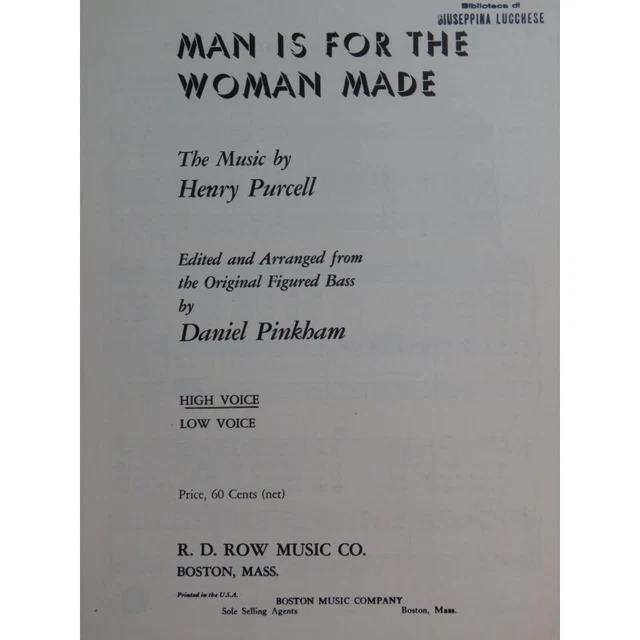 Biblioteca di
GIUSEPPINA LUCCHESE
MAN IS FOR THE
WOMAN MADE
The Music by
Henry Purcell
Edited and Arranged from
the Original Figured Bass
by
Daniel Pinkham
HIGH VOICE
LOW VOICE
Price, 60 Cents (net)
R. D. ROW MUSIC CO.
BOSTON, MASS.
Printed in the U.S.A.
BOSTON MUSIC COMPANY
Sole Selling Agents Boston, Mass.